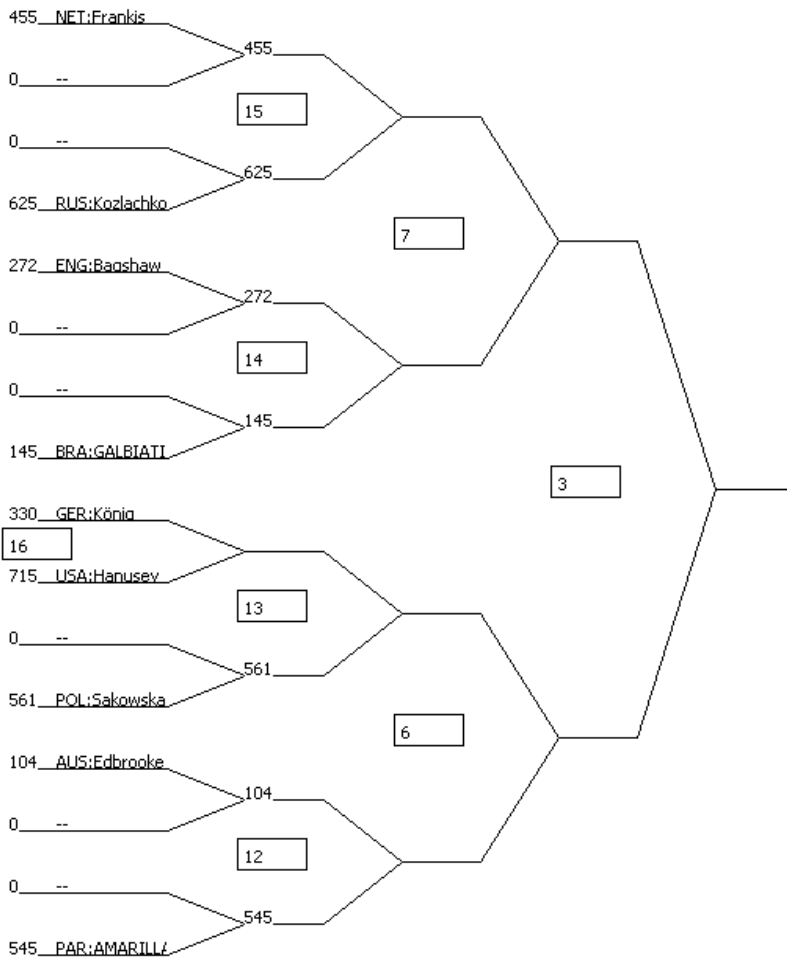 455 NET:Frankis
455
0 --
15
0 --
625
625 RUS:Kozlachko
7
272 ENG:Bagshaw
272
0 --
14
0 --
145
145 BRA:GALBIATI
3
330 GER:König
16
715 USA:Hanusey
13
0 --
561
561 POL:Sakowska
6
104 AUS:Edbrooke
104
0 --
12
0 --
545
545 PAR:AMARILL